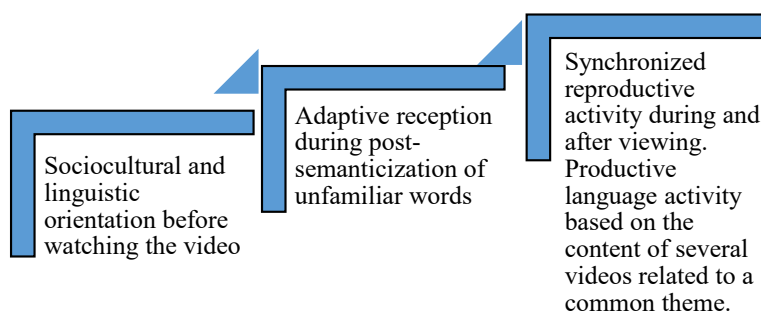 Sociocultural and
linguistic
orientation before
watching the video
Adaptive reception
during post-
semanticization of
unfamiliar words
Synchronized
reproductive
activity during and
after viewing.
Productive
language activity
based on the
content of several
videos related to a
common theme.